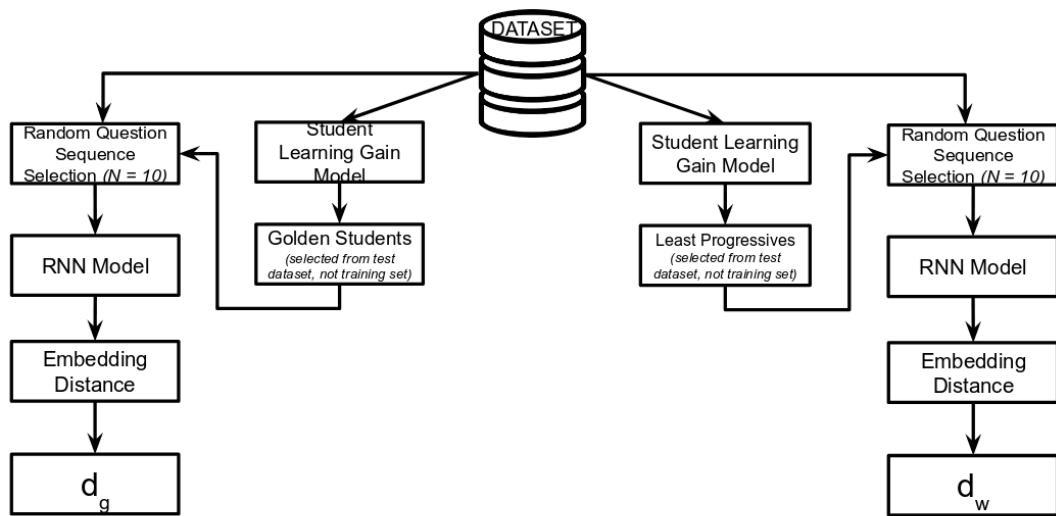 DATASET
Random Question
Sequence
Selection (N = 10)
Student
Learning Gain
Model
Student Learning
Gain Model
Random Question
Sequence
Selection (N = 10)
RNN Model
Golden Students
(selected from test
dataset, not training set)
Least Progressives
(selected from test
dataset, not training set)
RNN Model
Embedding
Distance
Embedding
Distance
d_g
d_w